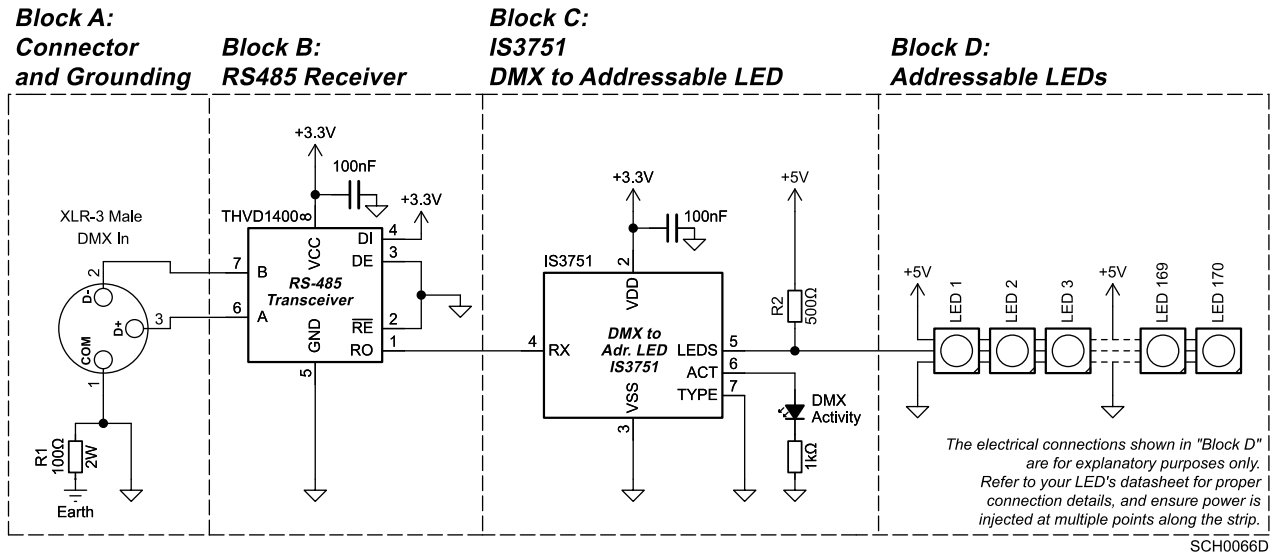 Block A:
Connector
and Grounding
Block B:
RS485 Receiver
Block C:
IS3751
DMX to Addressable LED
Block D:
Addressable LEDs
XLR-3 Male
DMX In
2
D-
D+
3
COM
1
R1
100Ω
2W
Earth
+3.3V
100nF
+3.3V
THVD1400
8
VCC
DI
4
DE
3
7
B
RS-485
Transceiver
6
A
GND
RE
2
RO
1
5
+3.3V
100nF
IS3751
2
VDD
4
RX
DMX to
Adr. LED
IS3751
LEDS
5
ACT
6
TYPE
7
VSS
3
+5V
R2
500Ω
DMX
Activity
1kΩ
+5V
LED 1
LED 2
LED 3
+5V
LED 169
LED 170
The electrical connections shown in "Block D"
are for explanatory purposes only.
Refer to your LED's datasheet for proper
connection details, and ensure power is
injected at multiple points along the strip.
SCH0066D